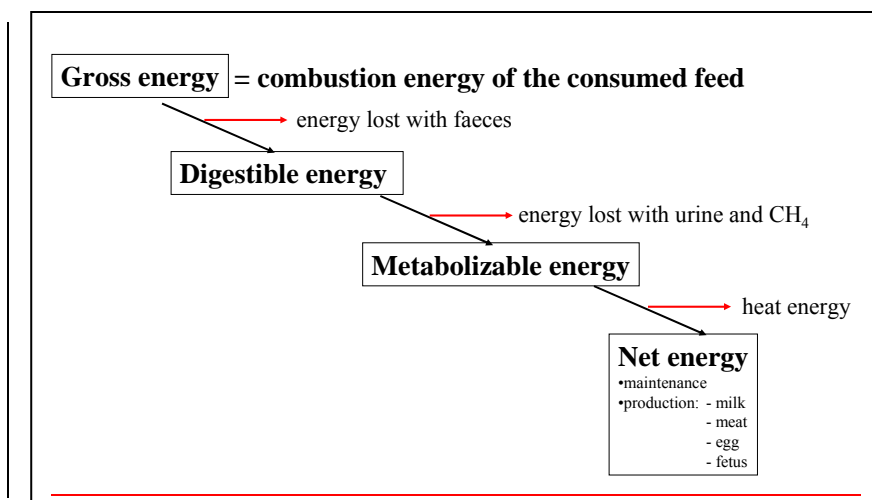 Gross energy = combustion energy of the consumed feed
energy lost with faeces
Digestible energy
energy lost with urine and CH₄
Metabolizable energy
heat energy
Net energy
•maintenance
•production: - milk
- meat
- egg
- fetus